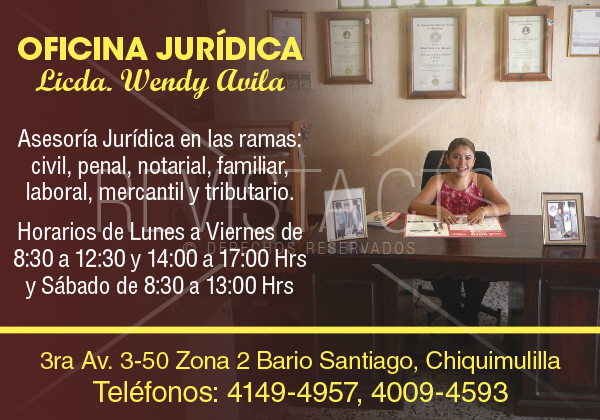 OFICINA JURÍDICA
Licda. Wendy Avila
Asesoría Jurídica en las ramas:
civil, penal, notarial, familiar,
laboral, mercantil y tributario.
Horarios de Lunes a Viernes de
8:30 a 12:30 y 14:00 a 17:00 Hrs
y Sábado de 8:30 a 13:00 Hrs
REVISTACTS
© DERECHOS RESERVADOS
3ra Av. 3-50 Zona 2 Bario Santiago, Chiquimulilla
Teléfonos: 4149-4957, 4009-4593